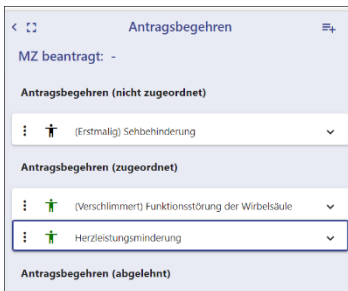 Antragsbegehren
MZ beantragt: -
Antragsbegehren (nicht zugeordnet)
(Erstmalig) Sehbehinderung
Antragsbegehren (zugeordnet)
(Verschlimmert) Funktionsstörung der Wirbelsäule
Herzleistungsminderung
Antragsbegehren (abgelehnt)